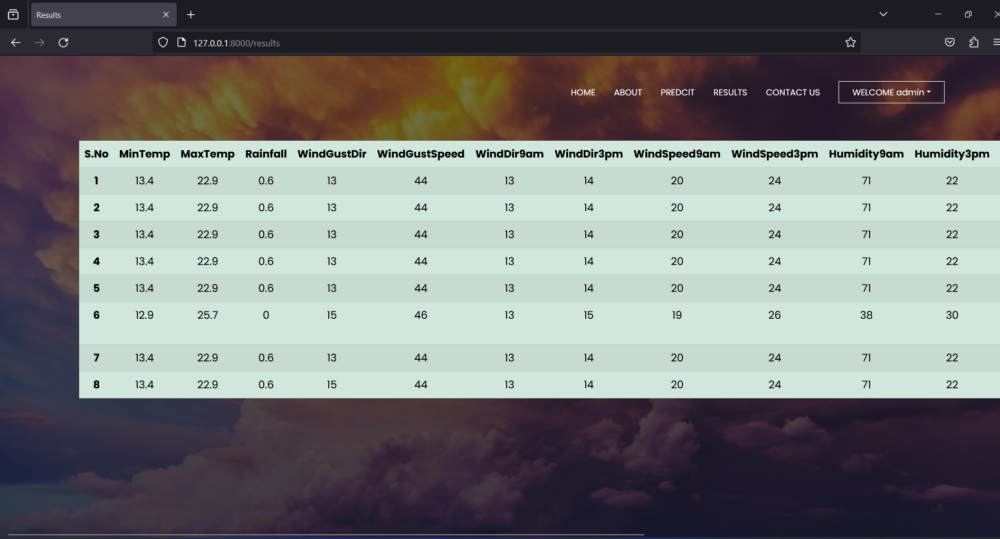 Results
127.0.0.1:8000/results
HOME ABOUT PREDCIT RESULTS CONTACT US WELCOME admin
S.No MinTemp MaxTemp Rainfall WindGustDir WindGustSpeed WindDir9am WindDir3pm WindSpeed9am WindSpeed3pm Humidity9am Humidity3pm
1 13.4 22.9 0.6 13 44 13 14 20 24 71 22
2 13.4 22.9 0.6 13 44 13 14 20 24 71 22
3 13.4 22.9 0.6 13 44 13 14 20 24 71 22
4 13.4 22.9 0.6 13 44 13 14 20 24 71 22
5 13.4 22.9 0.6 13 44 13 14 20 24 71 22
6 12.9 25.7 0 15 46 13 15 19 26 38 30
7 13.4 22.9 0.6 13 44 13 14 20 24 71 22
8 13.4 22.9 0.6 15 44 13 14 20 24 71 22